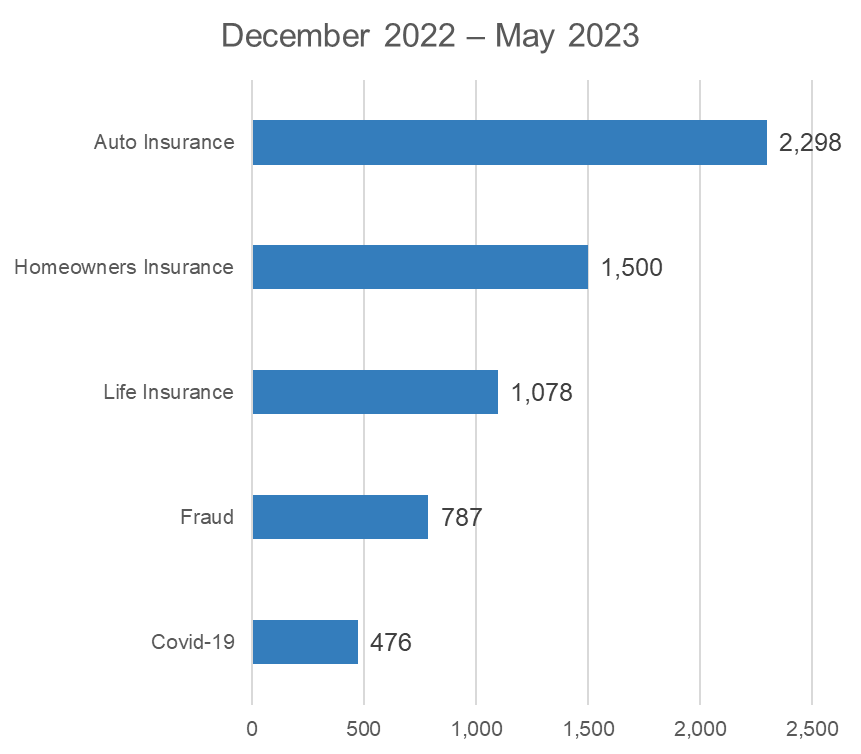 December 2022 – May 2023
Auto Insurance 2,298
Homeowners Insurance 1,500
Life Insurance 1,078
Fraud 787
Covid-19 476
0 500 1,000 1,500 2,000 2,500